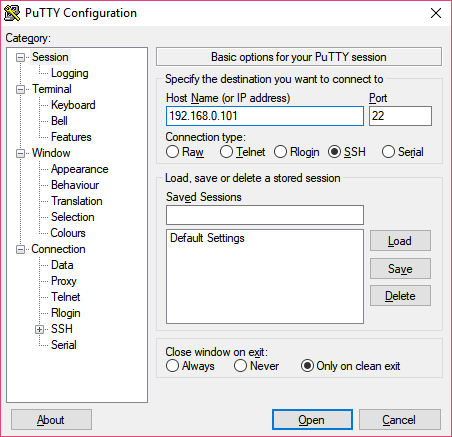 PuTTY Configuration
Category:
Session
Logging
Terminal
Keyboard
Bell
Features
Window
Appearance
Behaviour
Translation
Selection
Colours
Connection
Data
Proxy
Telnet
Rlogin
SSH
Serial
Basic options for your PuTTY session
Specify the destination you want to connect to
Host Name (or IP address) Port
192.168.0.101 22
Connection type:
Raw Telnet Rlogin SSH Serial
Load, save or delete a stored session
Saved Sessions
Default Settings
Load
Save
Delete
Close window on exit:
Always Never Only on clean exit
About Open Cancel